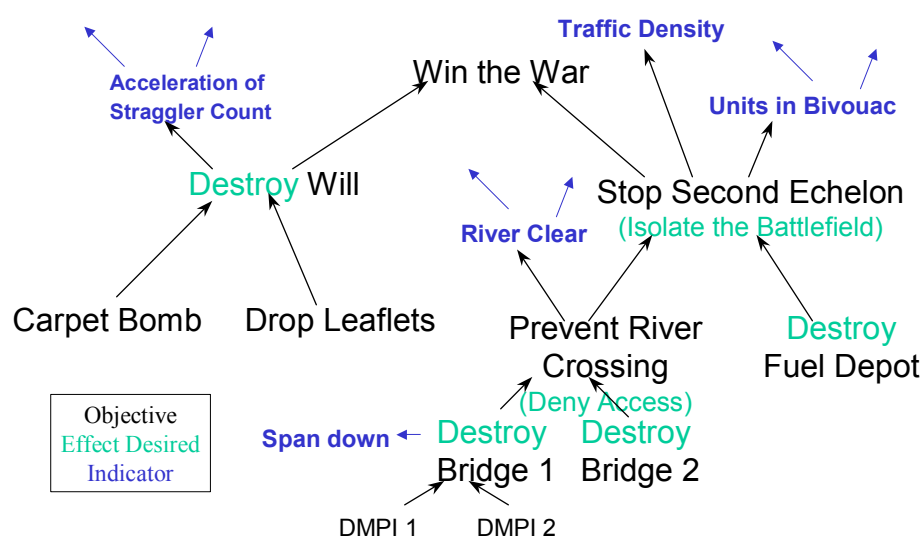 Traffic Density
Acceleration of
Straggler Count
Win the War
Units in Bivouac
Destroy Will
Stop Second Echelon
(Isolate the Battlefield)
River Clear
Carpet Bomb
Drop Leaflets
Prevent River
Crossing
(Deny Access)
Destroy
Fuel Depot
Objective
Effect Desired
Indicator
Span down
Destroy
Bridge 1
Destroy
Bridge 2
DMPI 1
DMPI 2